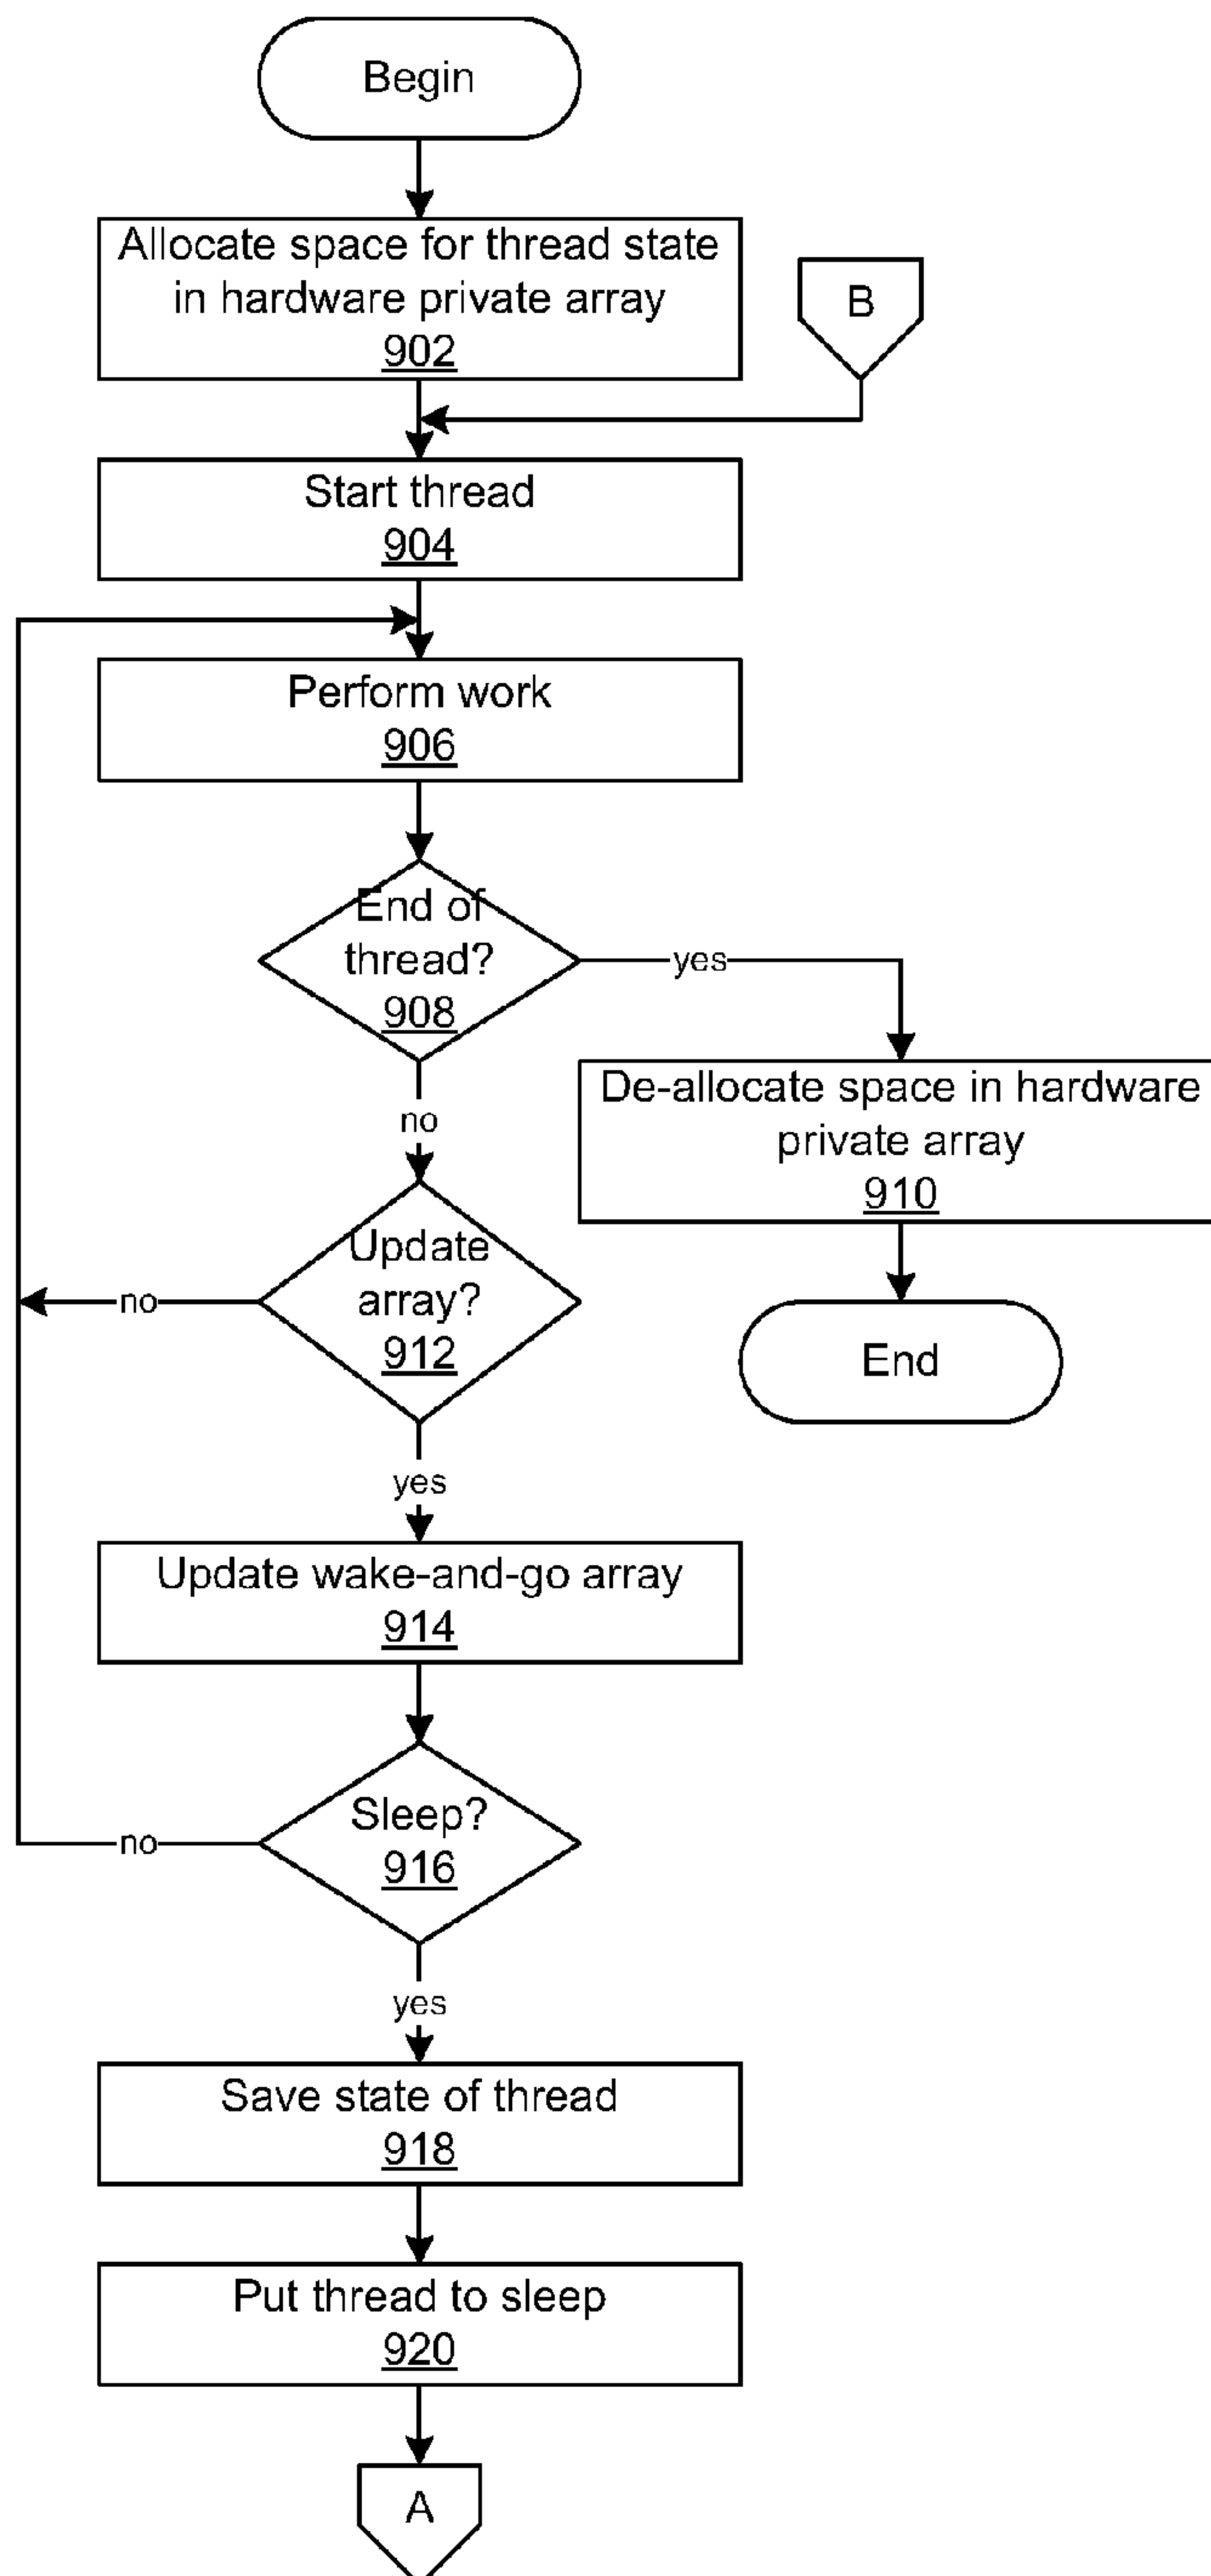 Begin
Allocate space for thread state
in hardware private array
902
B
Start thread
904
Perform work
906
End of
thread?
908
yes
no
De-allocate space in hardware
private array
910
Update
array?
912
no
End
yes
Update wake-and-go array
914
Sleep?
916
no
yes
Save state of thread
918
Put thread to sleep
920
A